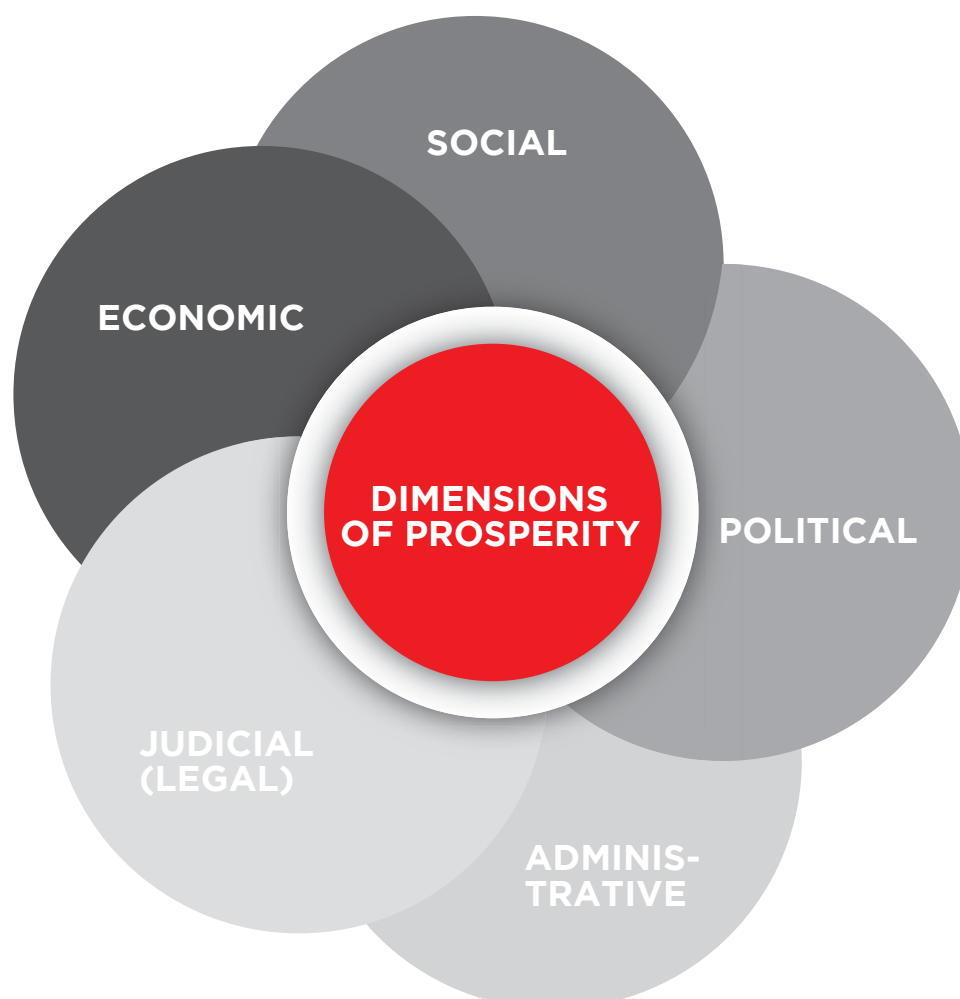 SOCIAL
ECONOMIC
DIMENSIONS
OF PROSPERITY
POLITICAL
JUDICIAL
(LEGAL)
ADMINIS-
TRATIVE